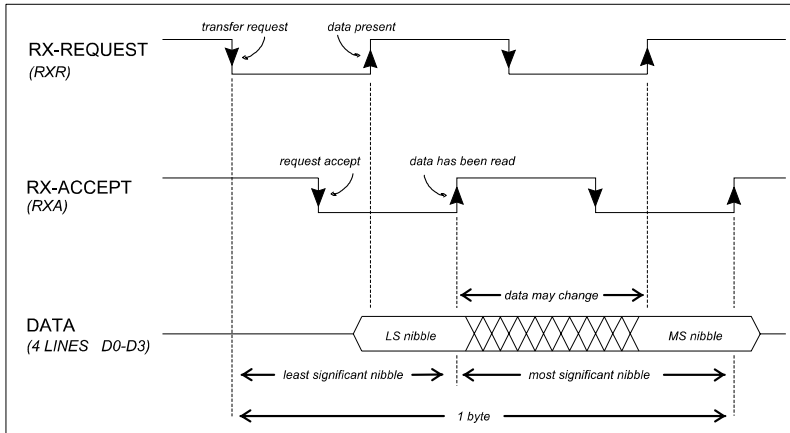 transfer request
data present
RX-REQUEST
(RXR)
request accept
data has been read
RX-ACCEPT
(RXA)
data may change
DATA
(4 LINES D0-D3)
LS nibble
MS nibble
least significant nibble
most significant nibble
1 byte